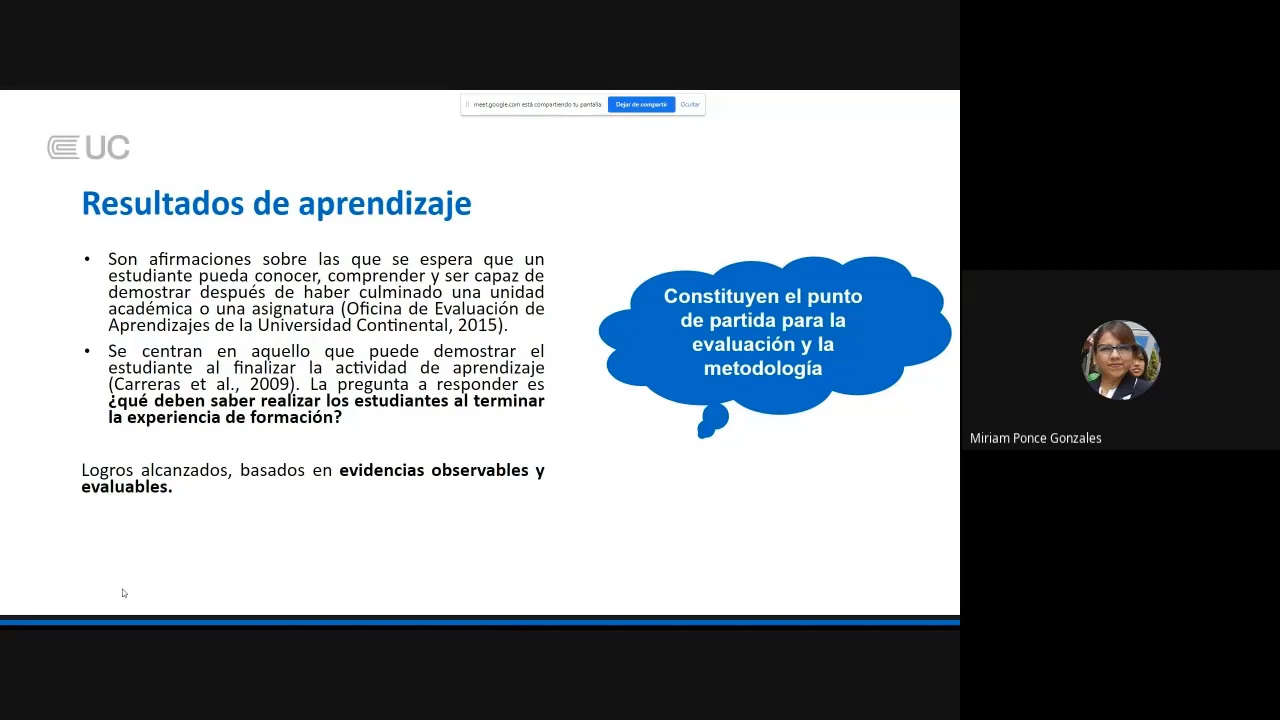 meet.google.com está compartiendo tu pantalla.
Dejar de compartir
Ocultar
UC
Resultados de aprendizaje
• Son afirmaciones sobre las que se espera que un
estudiante pueda conocer, comprender y ser capaz de
demostrar después de haber culminado una unidad
académica o una asignatura (Oficina de Evaluación de
Aprendizajes de la Universidad Continental, 2015).
• Se centran en aquello que puede demostrar el
estudiante al finalizar la actividad de aprendizaje
(Carreras et al., 2009). La pregunta a responder es
¿qué deben saber realizar los estudiantes al terminar
la experiencia de formación?
Logros alcanzados, basados en evidencias observables y
evaluables.
Constituyen el punto
de partida para la
evaluación y la
metodología
Miriam Ponce Gonzales